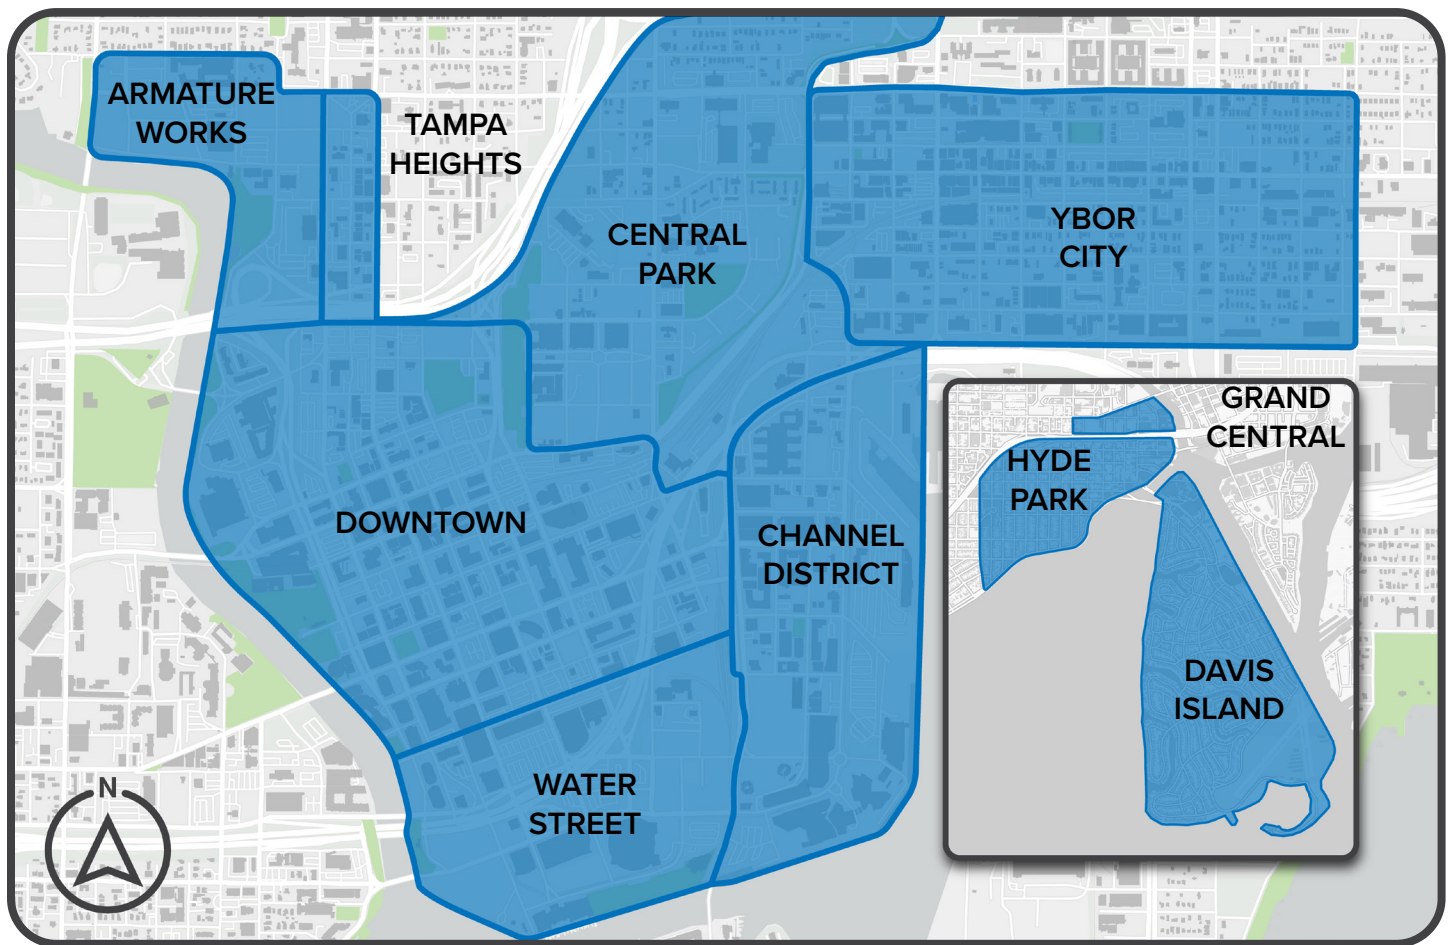 ARMATURE
WORKS
TAMPA
HEIGHTS
CENTRAL
PARK
YBOR
CITY
DOWNTOWN
CHANNEL
DISTRICT
WATER
STREET
GRAND
CENTRAL
HYDE
PARK
DAVIS
ISLAND
N